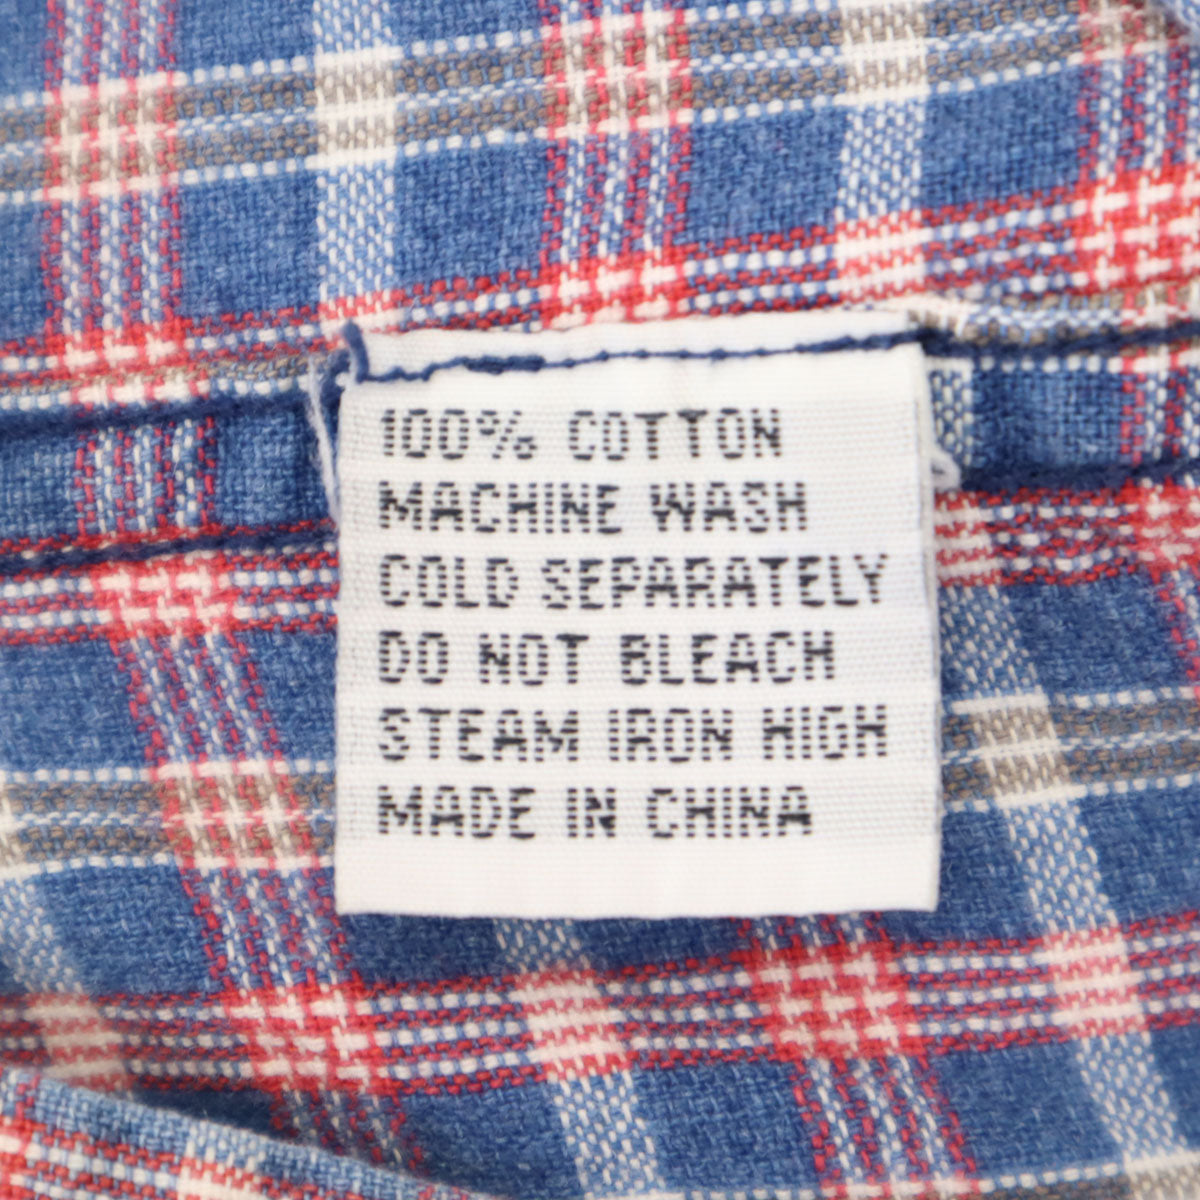 100% COTTON
MACHINE WASH
COLD SEPARATELY
DO NOT BLEACH
STEAM IRON HIGH
MADE IN CHINA